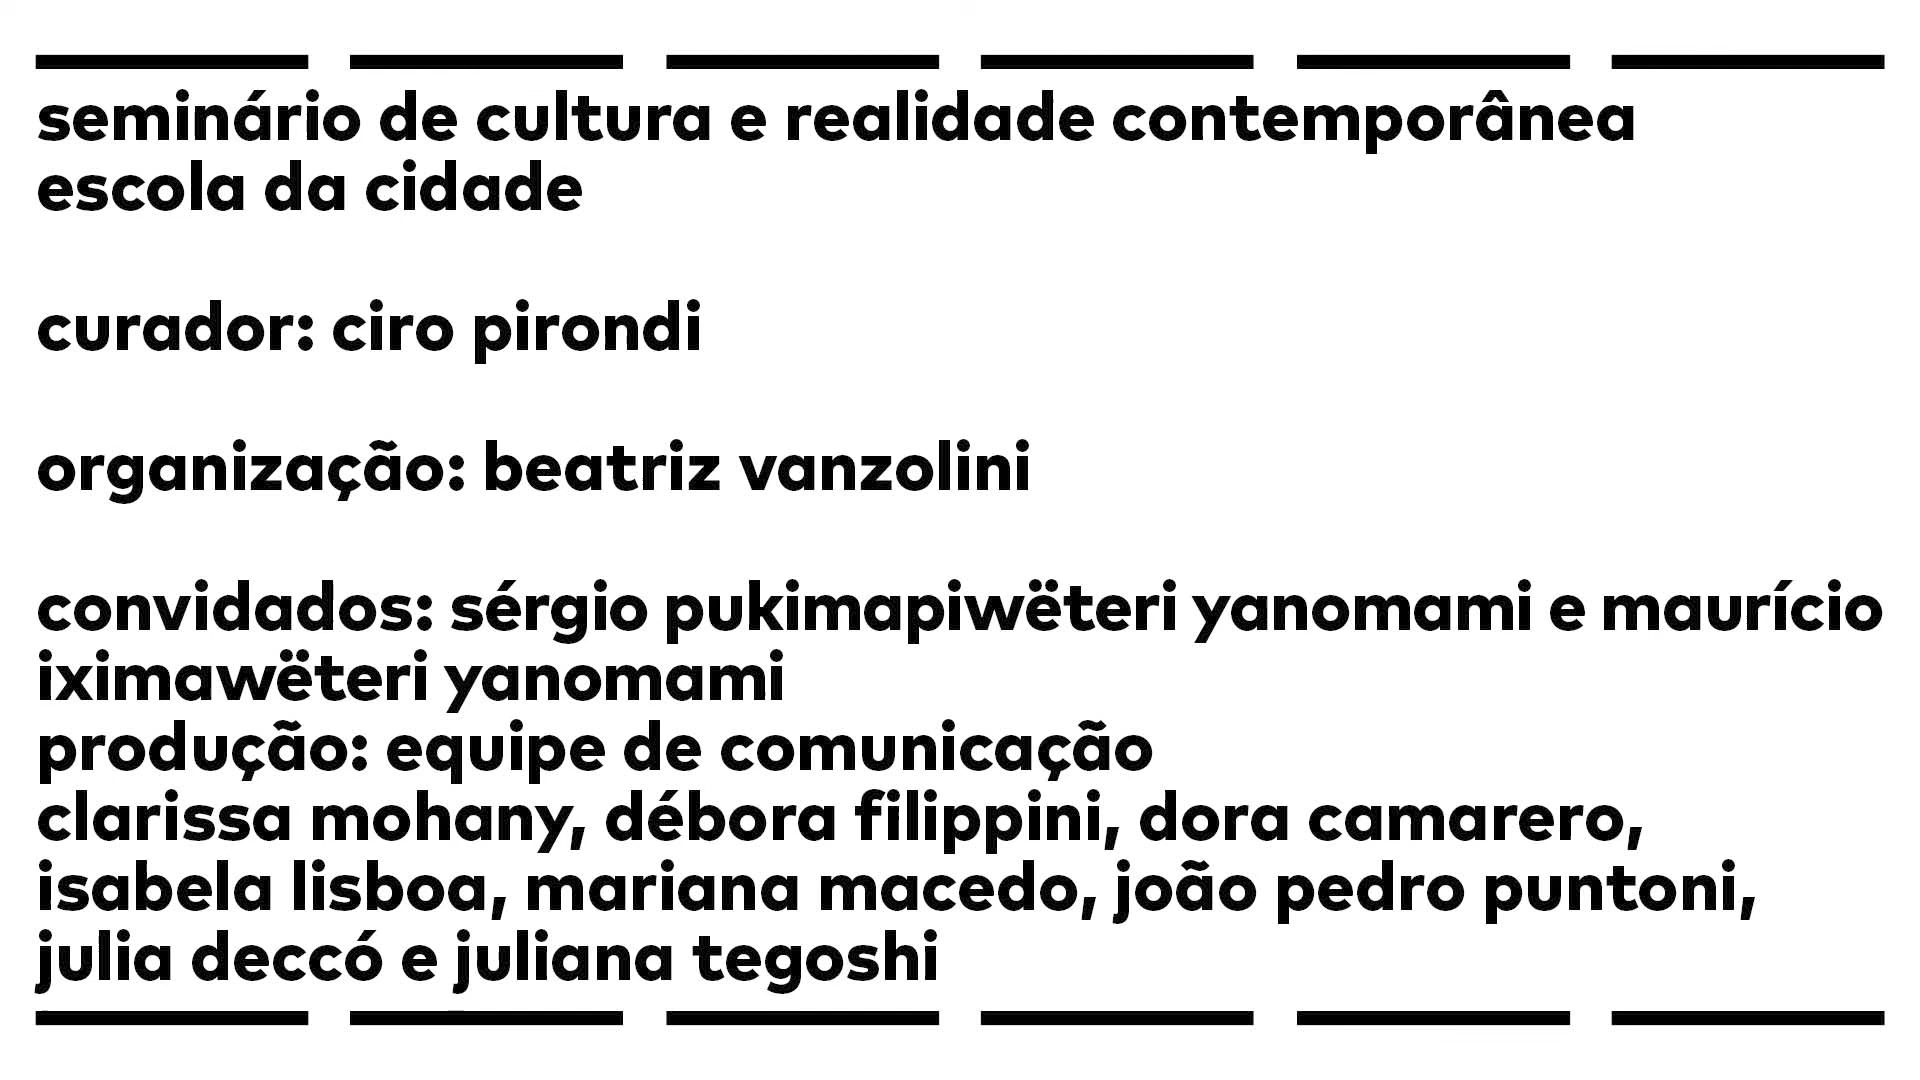 seminário de cultura e realidade contemporânea
escola da cidade
curador: ciro pirondi
organização: beatriz vanzolini
convidados: sérgio pukimapiwëteri yanomami e maurício
iximawëteri yanomami
produção: equipe de comunicação
clarissa mohany, débora filippini, dora camarero,
isabela lisboa, mariana macedo, joão pedro puntoni,
julia deccó e juliana tegoshi